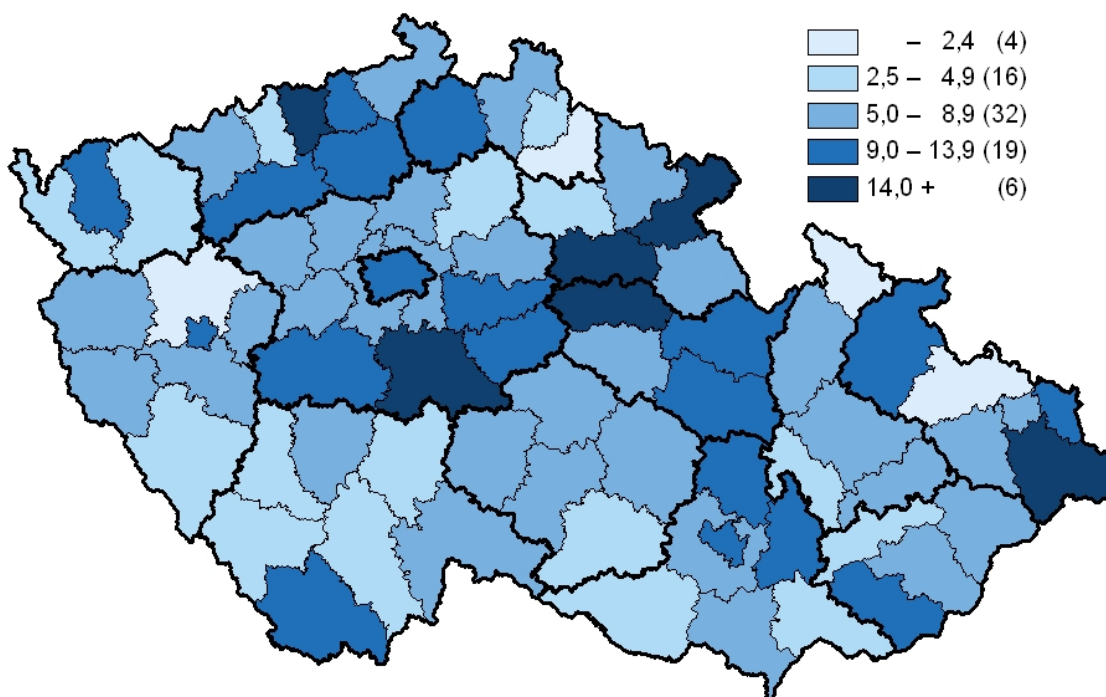 – 2,4 (4)
2,5 – 4,9 (16)
5,0 – 8,9 (32)
9,0 – 13,9 (19)
14,0 + (6)